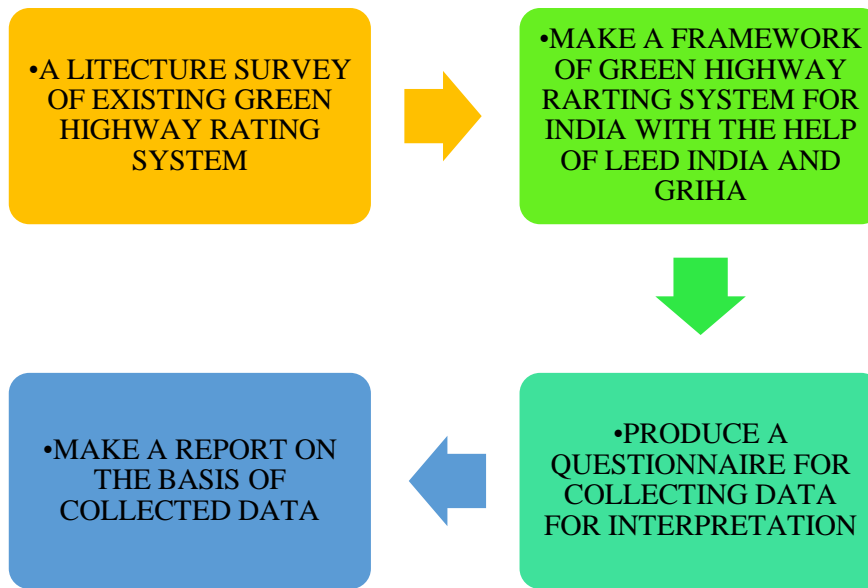 •A LITECTURE SURVEY
OF EXISTING GREEN
HIGHWAY RATING
SYSTEM
•MAKE A FRAMEWORK
OF GREEN HIGHWAY
RARTING SYSTEM FOR
INDIA WITH THE HELP
OF LEED INDIA AND
GRIHA
•PRODUCE A
QUESTIONNAIRE FOR
COLLECTING DATA
FOR INTERPRETATION
•MAKE A REPORT ON
THE BASIS OF
COLLECTED DATA